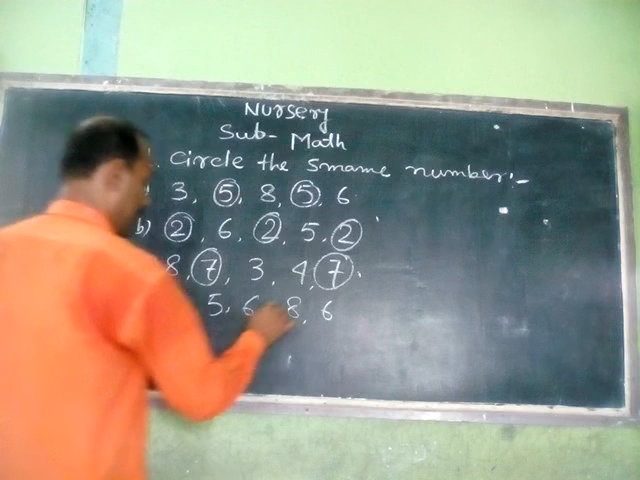 Nursery
Sub- Math
. Circle the Smame number:-
3, 5, 8, 5, 6
b) 2, 6, 2, 5, 2
8, 7, 3, 4, 7.
5, 6, 8, 6